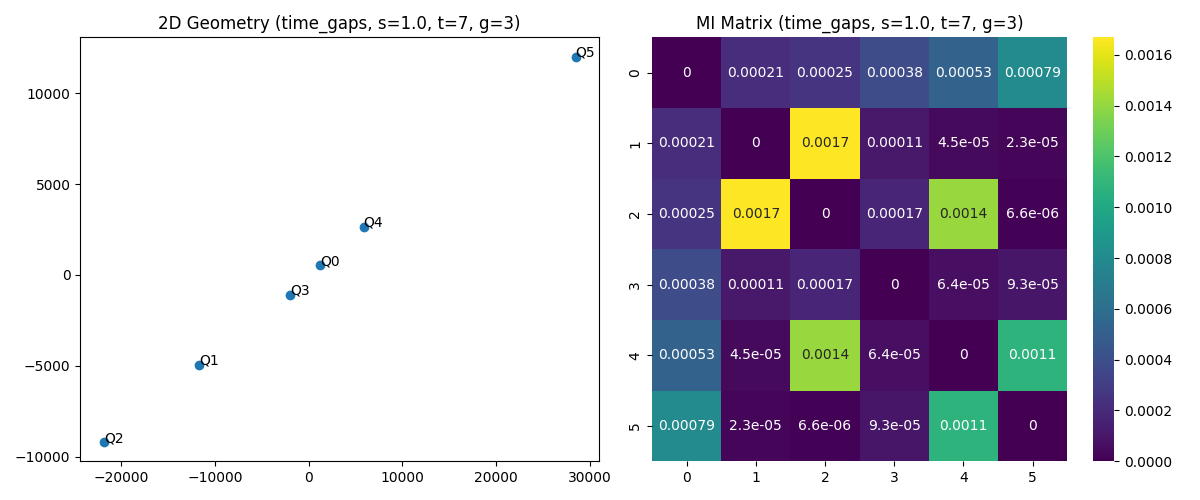 2D Geometry (time_gaps, s=1.0, t=7, g=3)
10000
5000
0
−5000
−10000
−20000 −10000 0 10000 20000 30000
Q5
Q4
Q0
Q3
Q1
Q2
MI Matrix (time_gaps, s=1.0, t=7, g=3)
0 0 0.00021 0.00025 0.00038 0.00053 0.00079
1 0.00021 0 0.0017 0.00011 4.5e-05 2.3e-05
2 0.00025 0.0017 0 0.00017 0.0014 6.6e-06
3 0.00038 0.00011 0.00017 0 6.4e-05 9.3e-05
4 0.00053 4.5e-05 0.0014 6.4e-05 0 0.0011
5 0.00079 2.3e-05 6.6e-06 9.3e-05 0.0011 0
0 1 2 3 4 5
0.0016
0.0014
0.0012
0.0010
0.0008
0.0006
0.0004
0.0002
0.0000